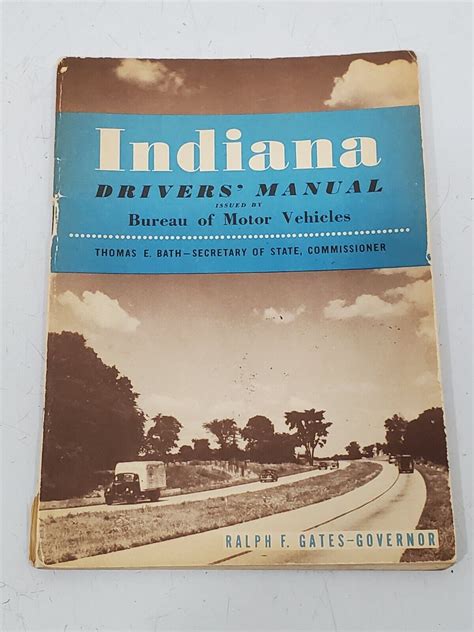 Indiana
DRIVERS' MANUAL
ISSUED BY
Bureau of Motor Vehicles
THOMAS E. BATH—SECRETARY OF STATE, COMMISSIONER
RALPH F. GATES—GOVERNOR